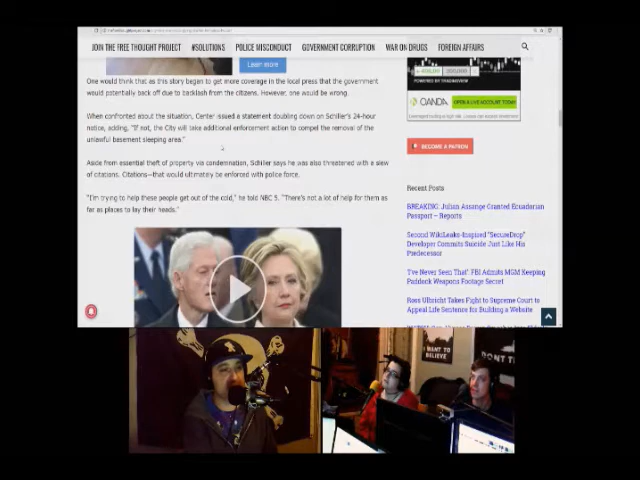 JOIN THE FREE THOUGHT PROJECT #SOLUTIONS POLICE MISCONDUCT GOVERNMENT CORRUPTION WAR ON DRUGS FOREIGN AFFAIRS
Learn more
One would think that as this story began to get more coverage in the local press that the government
would potentially back off due to backlash from the citizens. However, one would be wrong.
When confronted about the situation, Center issued a statement doubling down on Schiller's 24-hour
notice, adding, "If not, the City will take additional enforcement action to compel the removal of the
unlawful basement sleeping area."
Aside from essential theft of property via condemnation, Schiller says he was also threatened with a slew
of citations. Citations—that would ultimately be enforced with police force.
"I'm trying to help these people get out of the cold," he told NBC 5. "There's not a lot of help for them as
far as places to lay their heads."
OANDA OPEN A LIVE ACCOUNT TODAY
BECOME A PATRON
Recent Posts
BREAKING: Julian Assange Granted Ecuadorian
Passport – Reports
Second WikiLeaks-Inspired "SecureDrop"
Developer Commits Suicide Just Like His
Predecessor
'I've Never Seen That' FBI Admits MGM Keeping
Paddock Weapons Footage Secret
Ross Ulbricht Takes Fight to Supreme Court to
Appeal Life Sentence for Building a Website
I WANT TO
BELIEVE